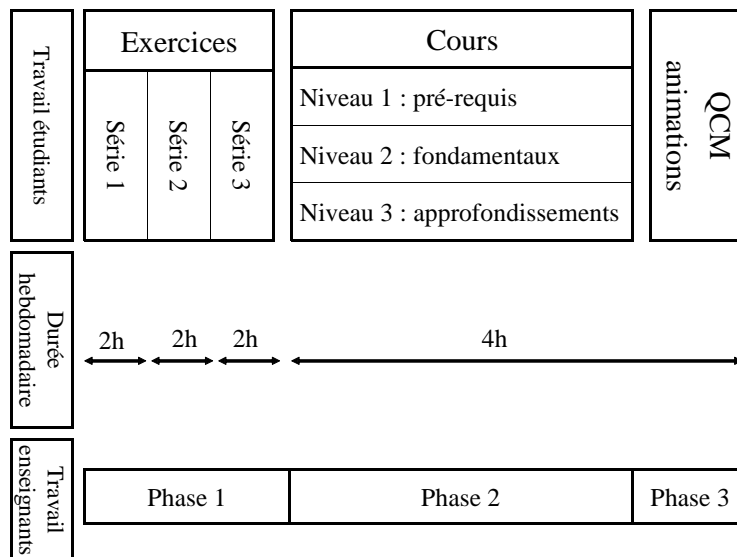 Travail étudiants
Exercices
Série 1
Série 2
Série 3
Cours
Niveau 1 : pré-requis
Niveau 2 : fondamentaux
Niveau 3 : approfondissements
QCM
animations
Durée
hebdomadaire
2h
2h
2h
4h
Travail
enseignants
Phase 1
Phase 2
Phase 3